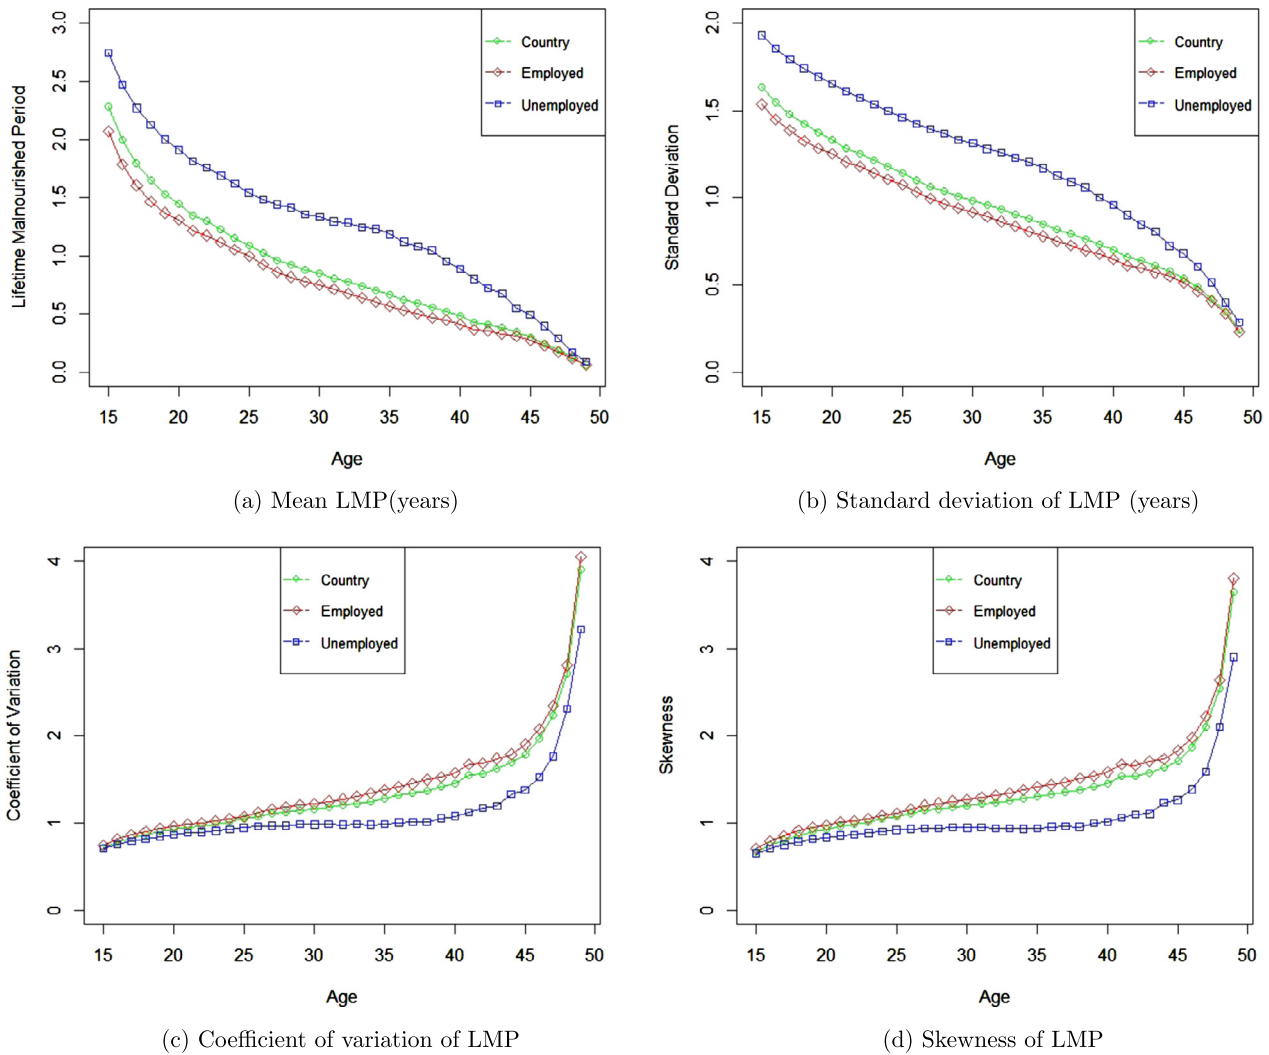 Lifetime Malnourished Period
3.0
2.5
2.0
1.5
1.0
0.5
0.0
Country
Employed
Unemployed
15 20 25 30 35 40 45 50
Age
(a) Mean LMP(years)
Standard Deviation
2.0
1.5
1.0
0.5
0.0
Country
Employed
Unemployed
15 20 25 30 35 40 45 50
Age
(b) Standard deviation of LMP (years)
Coefficient of Variation
4
3
2
1
0
Country
Employed
Unemployed
15 20 25 30 35 40 45 50
Age
(c) Coefficient of variation of LMP
Skewness
4
3
2
1
0
Country
Employed
Unemployed
15 20 25 30 35 40 45 50
Age
(d) Skewness of LMP